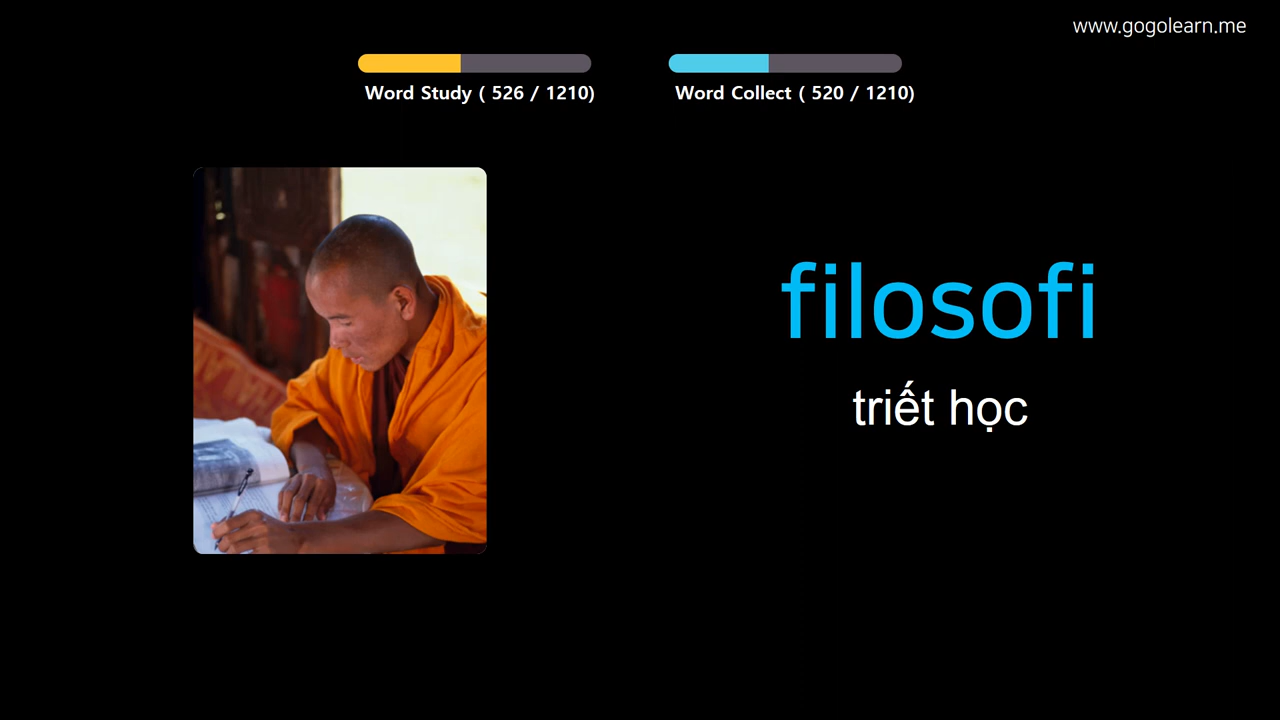 www.gogolearn.me
Word Study ( 526 / 1210)
Word Collect ( 520 / 1210)
filosofi
triết học